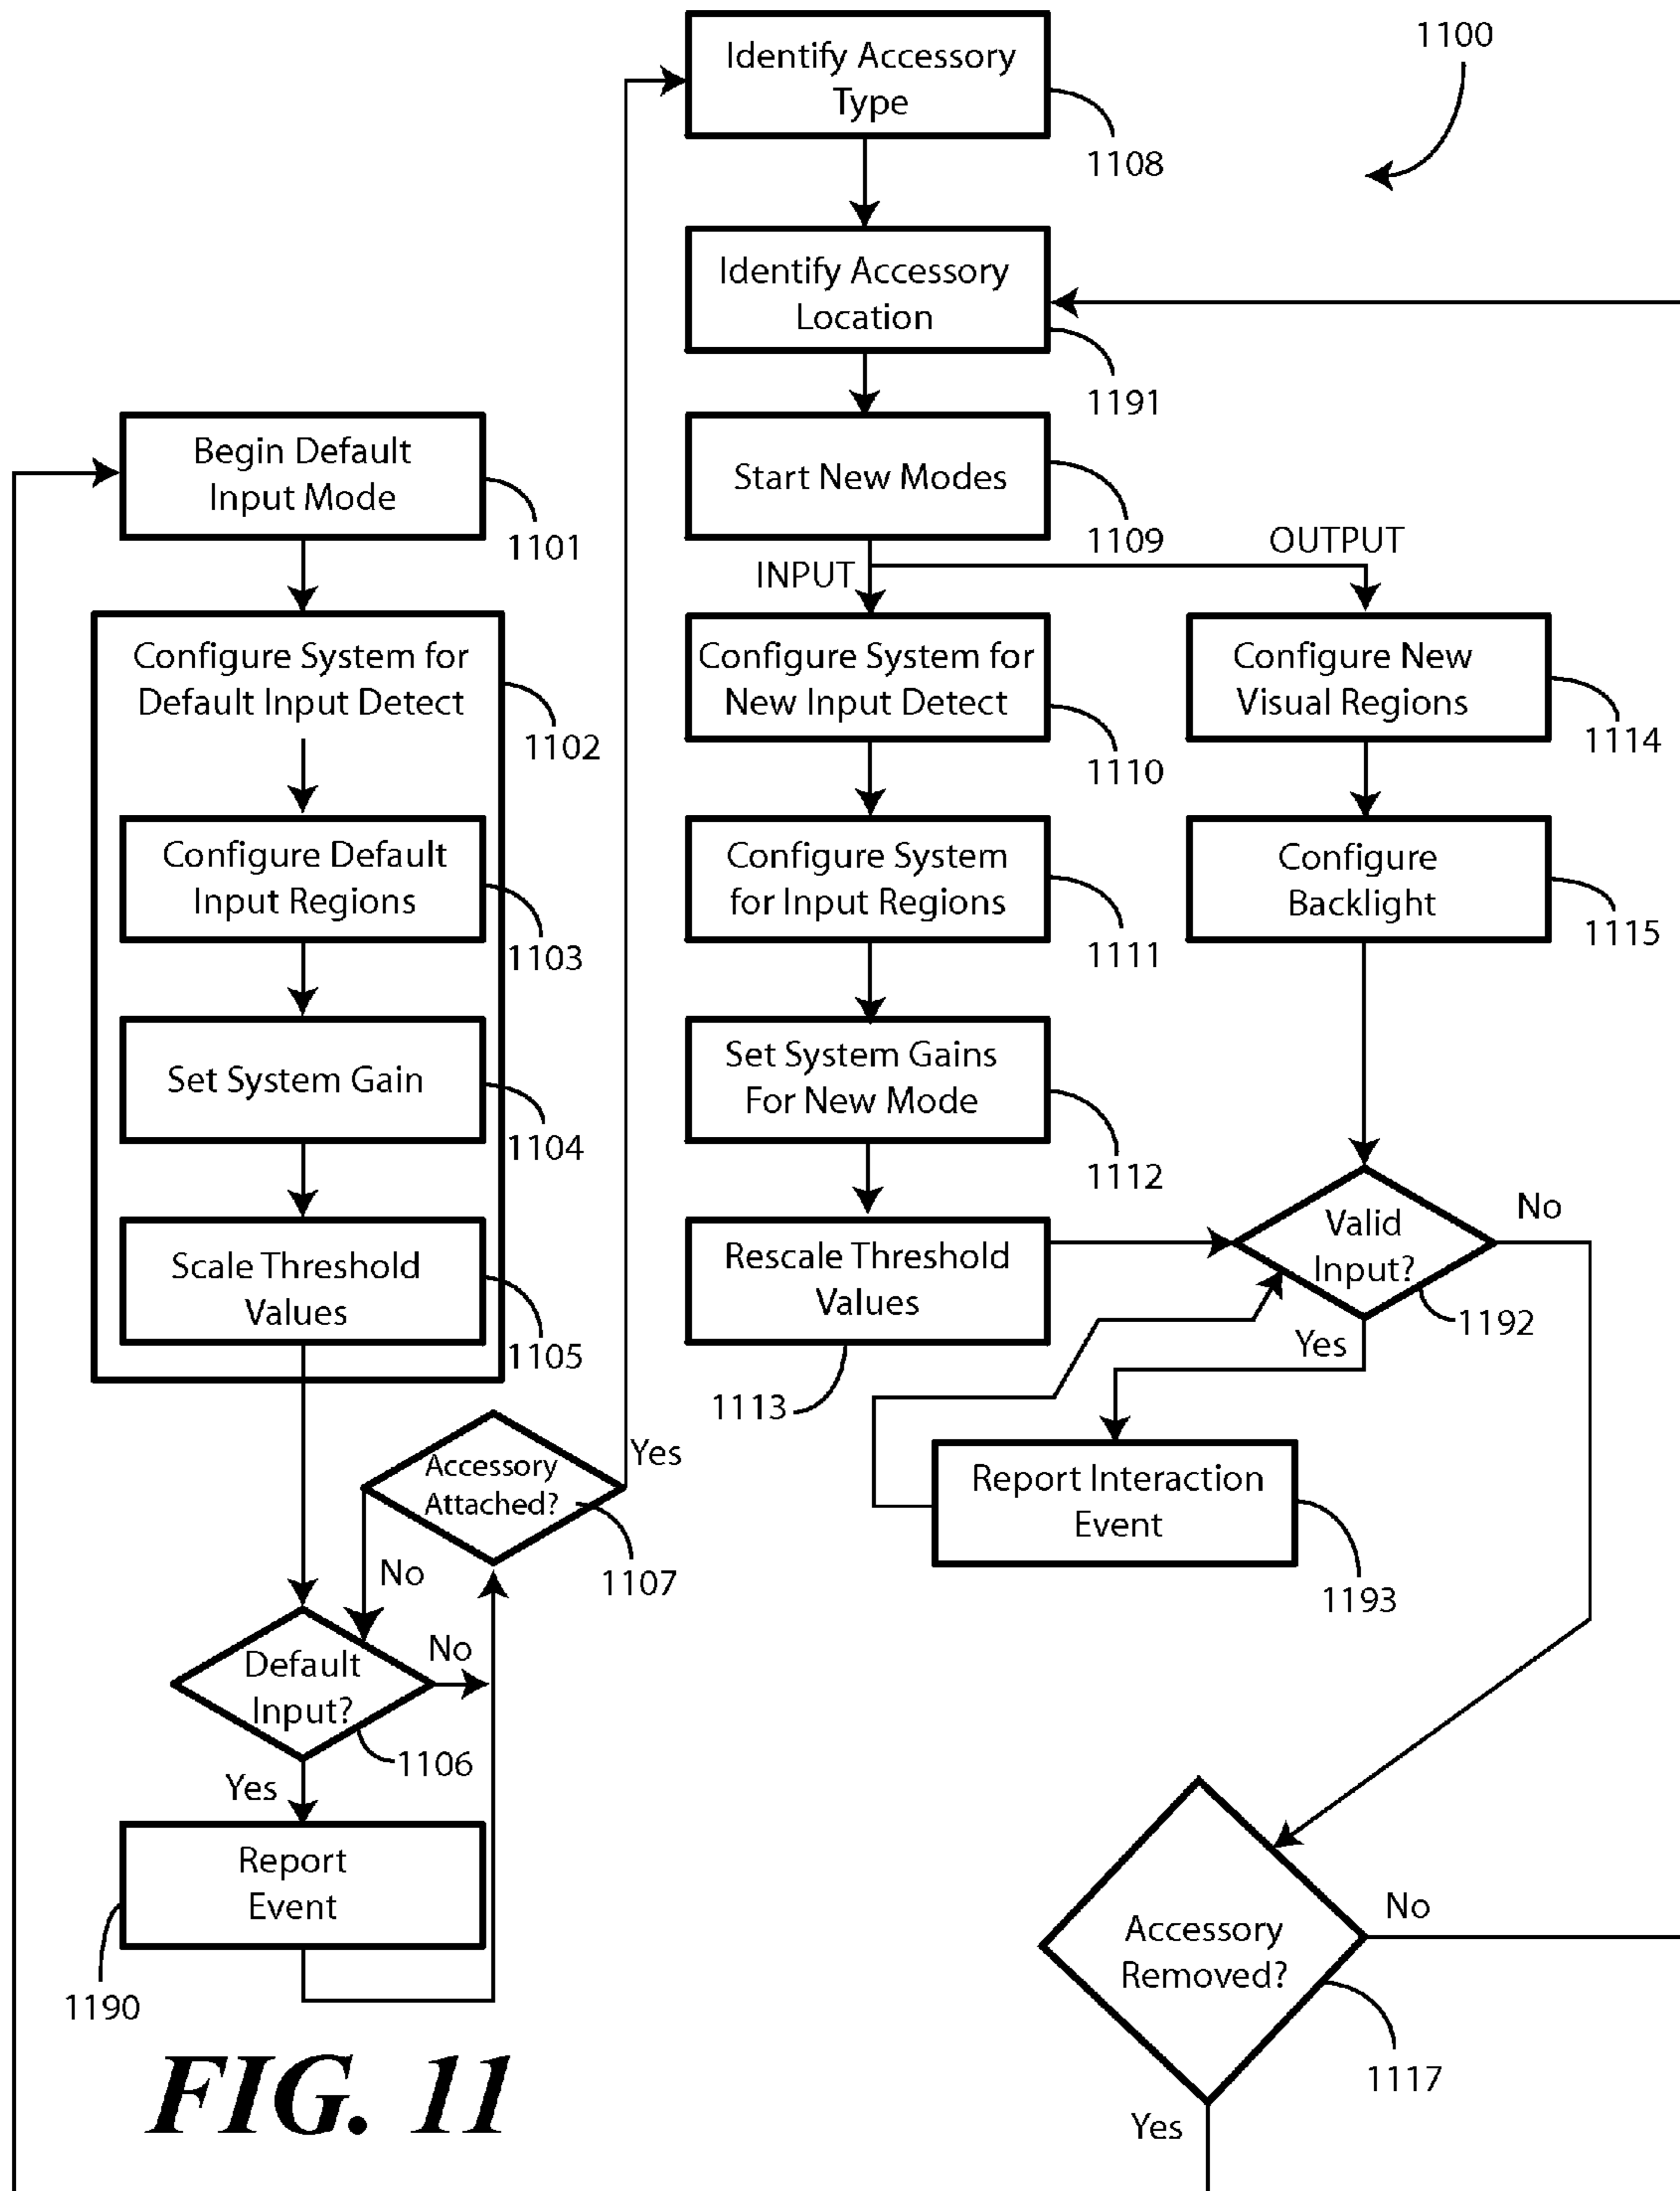 1100
Identify Accessory
Type
1108
Identify Accessory
Location
1191
Start New Modes
1109
INPUT
OUTPUT
Begin Default
Input Mode
1101
Configure System for
Default Input Detect
1102
Configure Default
Input Regions
1103
Set System Gain
1104
Scale Threshold
Values
1105
Accessory
Attached?
Yes
No
1107
Default
Input?
No
1106
Yes
Report
Event
1190
Configure System for
New Input Detect
1110
Configure System
for Input Regions
1111
Set System Gains
For New Mode
1112
Rescale Threshold
Values
1113
Configure New
Visual Regions
1114
Configure
Backlight
1115
Valid
Input?
No
1192
Yes
Report Interaction
Event
1193
Accessory
Removed?
No
1117
Yes
FIG. 11